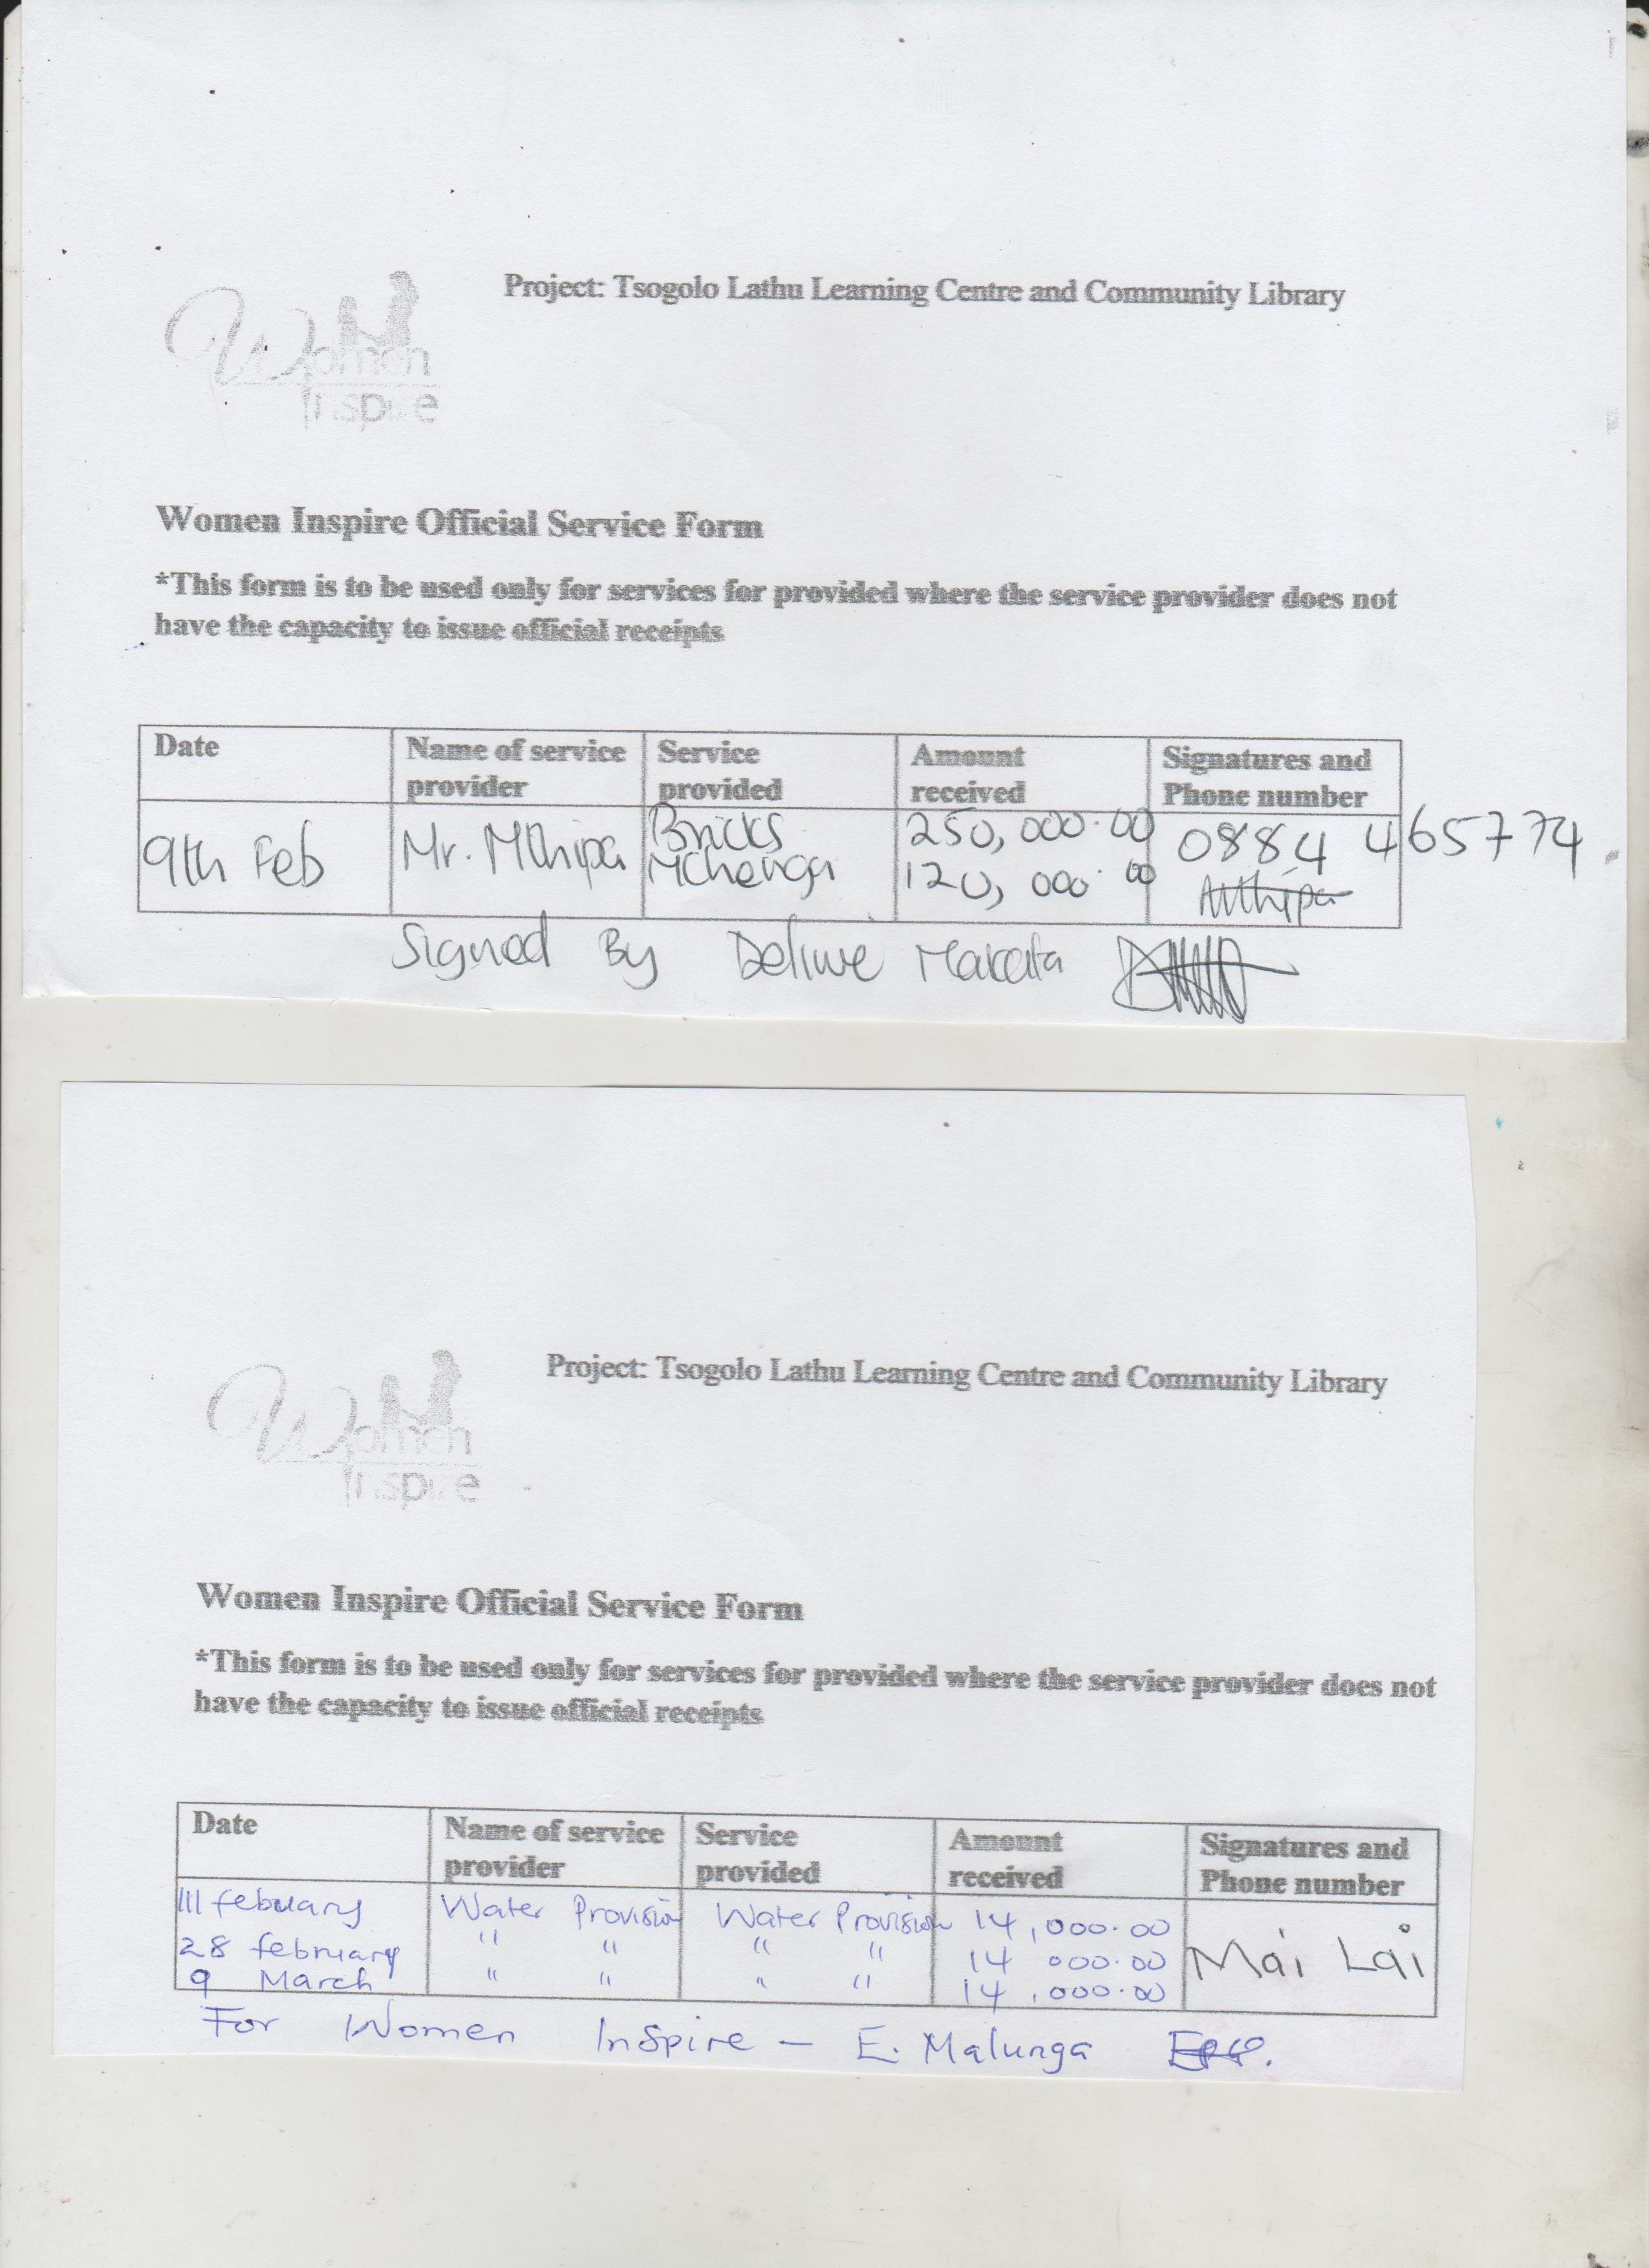 Project: Tsogolo Lathu Learning Centre and Community Library
Women
Inspire
Women Inspire Official Service Form
*This form is to be used only for services for provided where the service provider does not
have the capacity to issue official receipts
Date Name of service provider Service provided Amount received Signatures and Phone number
9th Feb Mr. Mthipa Bricks 250,000.00 0884 465774
Mchenga 120,000.00 Mthipa
Signed By Deliwe Makata
Project: Tsogolo Lathu Learning Centre and Community Library
Women
Inspire
Women Inspire Official Service Form
*This form is to be used only for services for provided where the service provider does not
have the capacity to issue official receipts
Date Name of service provider Service provided Amount received Signatures and Phone number
111 febuary Water Provision Water Provision 14,000.00 Mai Lai
28 february " " " " 14 000.00
9 March " " " " 14,000.00
For Women Inspire - E. Malunga